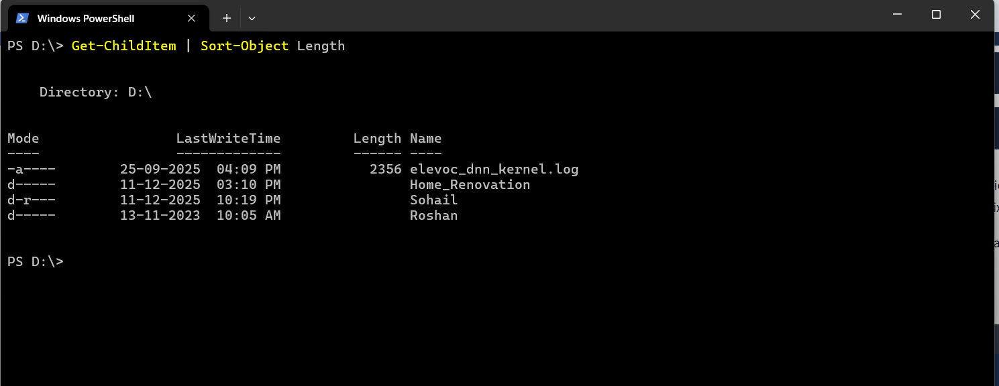 Windows PowerShell
PS D:\> Get-ChildItem | Sort-Object Length
Directory: D:\
Mode                 LastWriteTime         Length Name
----                 -------------         ------ ----
-a----        25-09-2025  04:09 PM           2356 elevoc_dnn_kernel.log
d-----        11-12-2025  03:10 PM                Home_Renovation
d-r---        11-12-2025  10:19 PM                Sohail
d-----        13-11-2023  10:05 AM                Roshan
PS D:\>